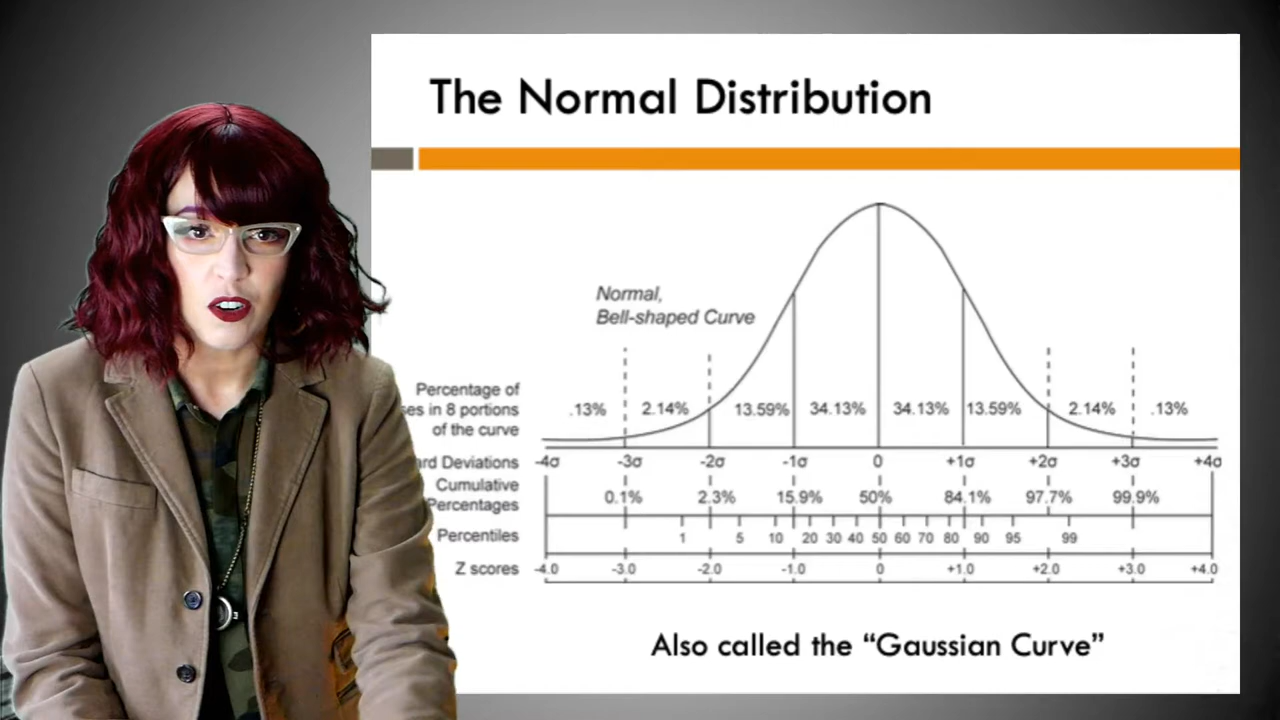 The Normal Distribution
Normal,
Bell-shaped Curve
Percentage of
in 8 portions
of the curve
.13% 2.14% 13.59% 34.13% 34.13% 13.59% 2.14% .13%
Deviations -4σ -3σ -2σ -1σ 0 +1σ +2σ +3σ +4σ
Cumulative
Percentages 0.1% 2.3% 15.9% 50% 84.1% 97.7% 99.9%
Percentiles 1 5 10 20 30 40 50 60 70 80 90 95 99
Z scores -4.0 -3.0 -2.0 -1.0 0 +1.0 +2.0 +3.0 +4.0
Also called the “Gaussian Curve”